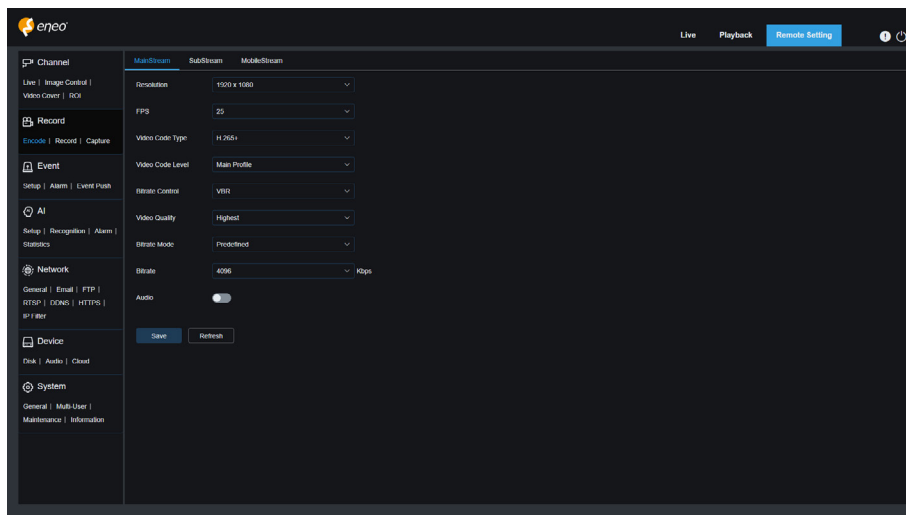 eneo
Live Playback Remote Setting
Channel
Live | Image Control |
Video Cover | ROI
Record
Encode | Record | Capture
Event
Setup | Alarm | Event Push
AI
Setup | Recognition | Alarm |
Statistics
Network
General | Email | FTP |
RTSP | DDNS | HTTPS |
IP Filter
Device
Disk | Audio | Cloud
System
General | Multi-User |
Maintenance | Information
MainStream SubStream MobileStream
Resolution 1920 x 1080
FPS 25
Video Code Type H.265+
Video Code Level Main Profile
Bitrate Control VBR
Video Quality Highest
Bitrate Mode Predefined
Bitrate 4096 Kbps
Audio
Save Refresh